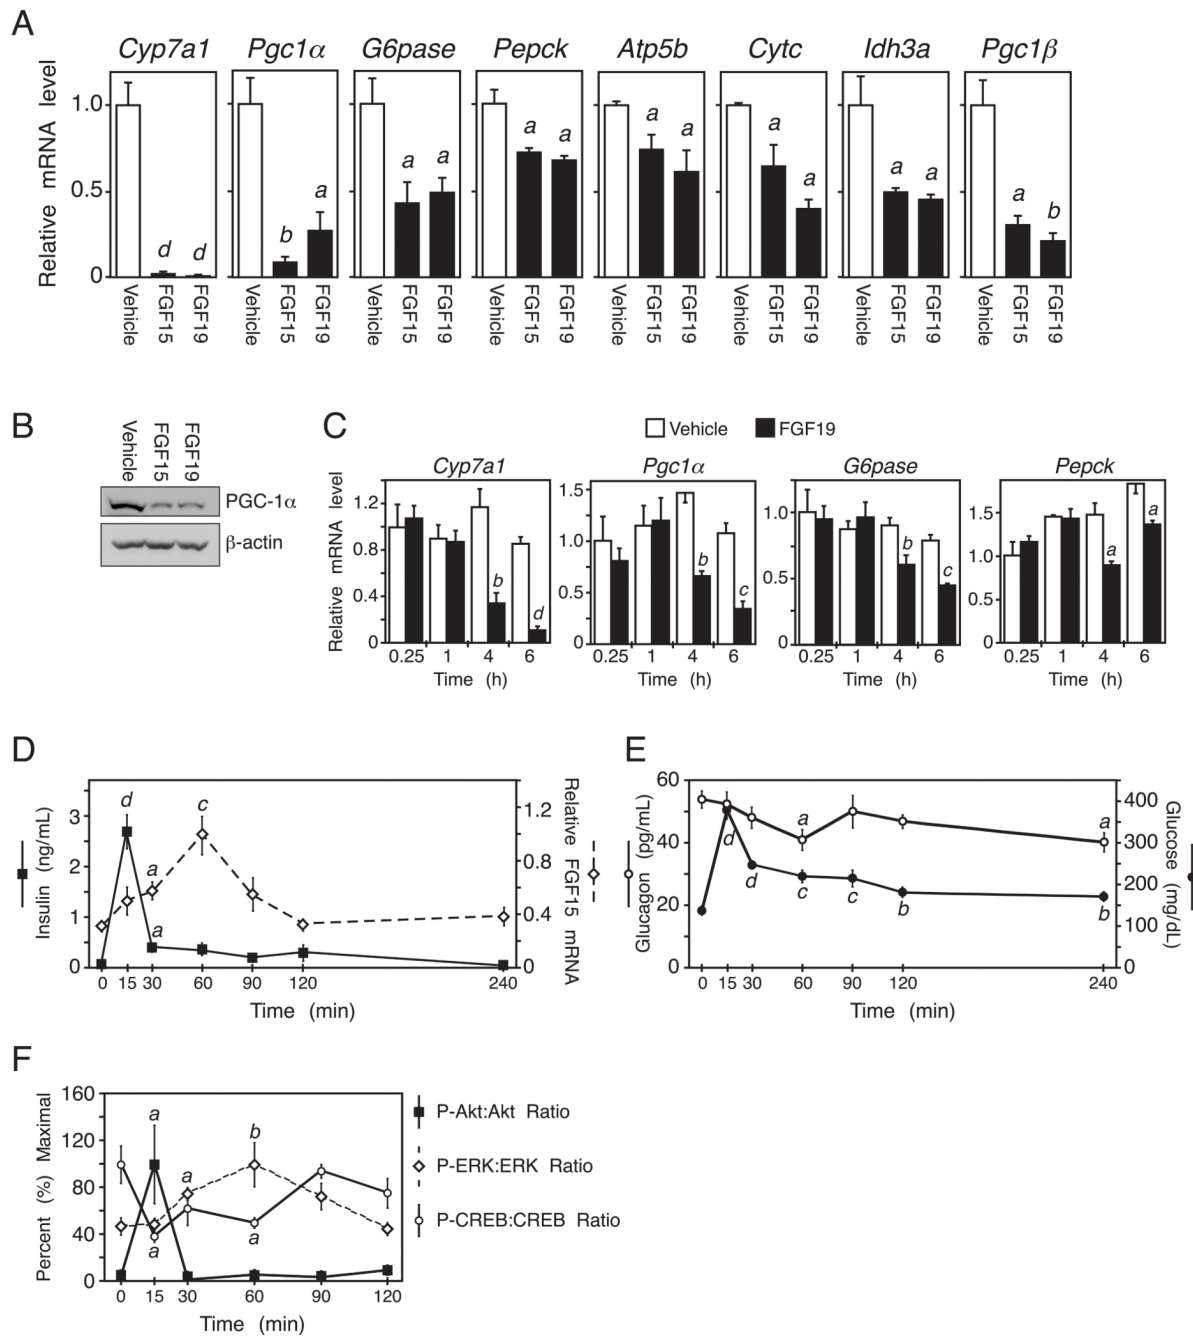 A
Cyp7a1 Pgc1α G6pase Pepck Atp5b Cytc Idh3a Pgc1β
Relative mRNA level
1.0
0.5
0
d d
b a
a a
a a
a a
a a
a a
a b
Vehicle FGF15 FGF19 Vehicle FGF15 FGF19 Vehicle FGF15 FGF19 Vehicle FGF15 FGF19 Vehicle FGF15 FGF19 Vehicle FGF15 FGF19 Vehicle FGF15 FGF19 Vehicle FGF15 FGF19
B
Vehicle FGF15 FGF19
PGC-1α
β-actin
C
Vehicle FGF19
Relative mRNA level
Cyp7a1
1.2
0.8
0.4
0
b d
0.25 1 4 6
Time (h)
Pgc1α
1.5
1.0
0.5
0
b c
0.25 1 4 6
Time (h)
G6pase
1.0
0.5
0
b c
0.25 1 4 6
Time (h)
Pepck
1.5
1.0
1.5
0
a a
0.25 1 4 6
Time (h)
D
Insulin (ng/mL)
3
2
1
0
d a a c
1.2
0.8
0.4
0
Relative FGF15 mRNA
0 15 30 60 90 120 240
Time (min)
E
Glucagon (pg/mL)
60
40
20
0
a a
d d c c b b
400
300
200
100
0
Glucose (mg/dL)
0 15 30 60 90 120 240
Time (min)
F
Percent (%) Maximal
160
120
80
40
0
a a b
a a
0 15 30 60 90 120
Time (min)
P-Akt:Akt Ratio
P-ERK:ERK Ratio
P-CREB:CREB Ratio